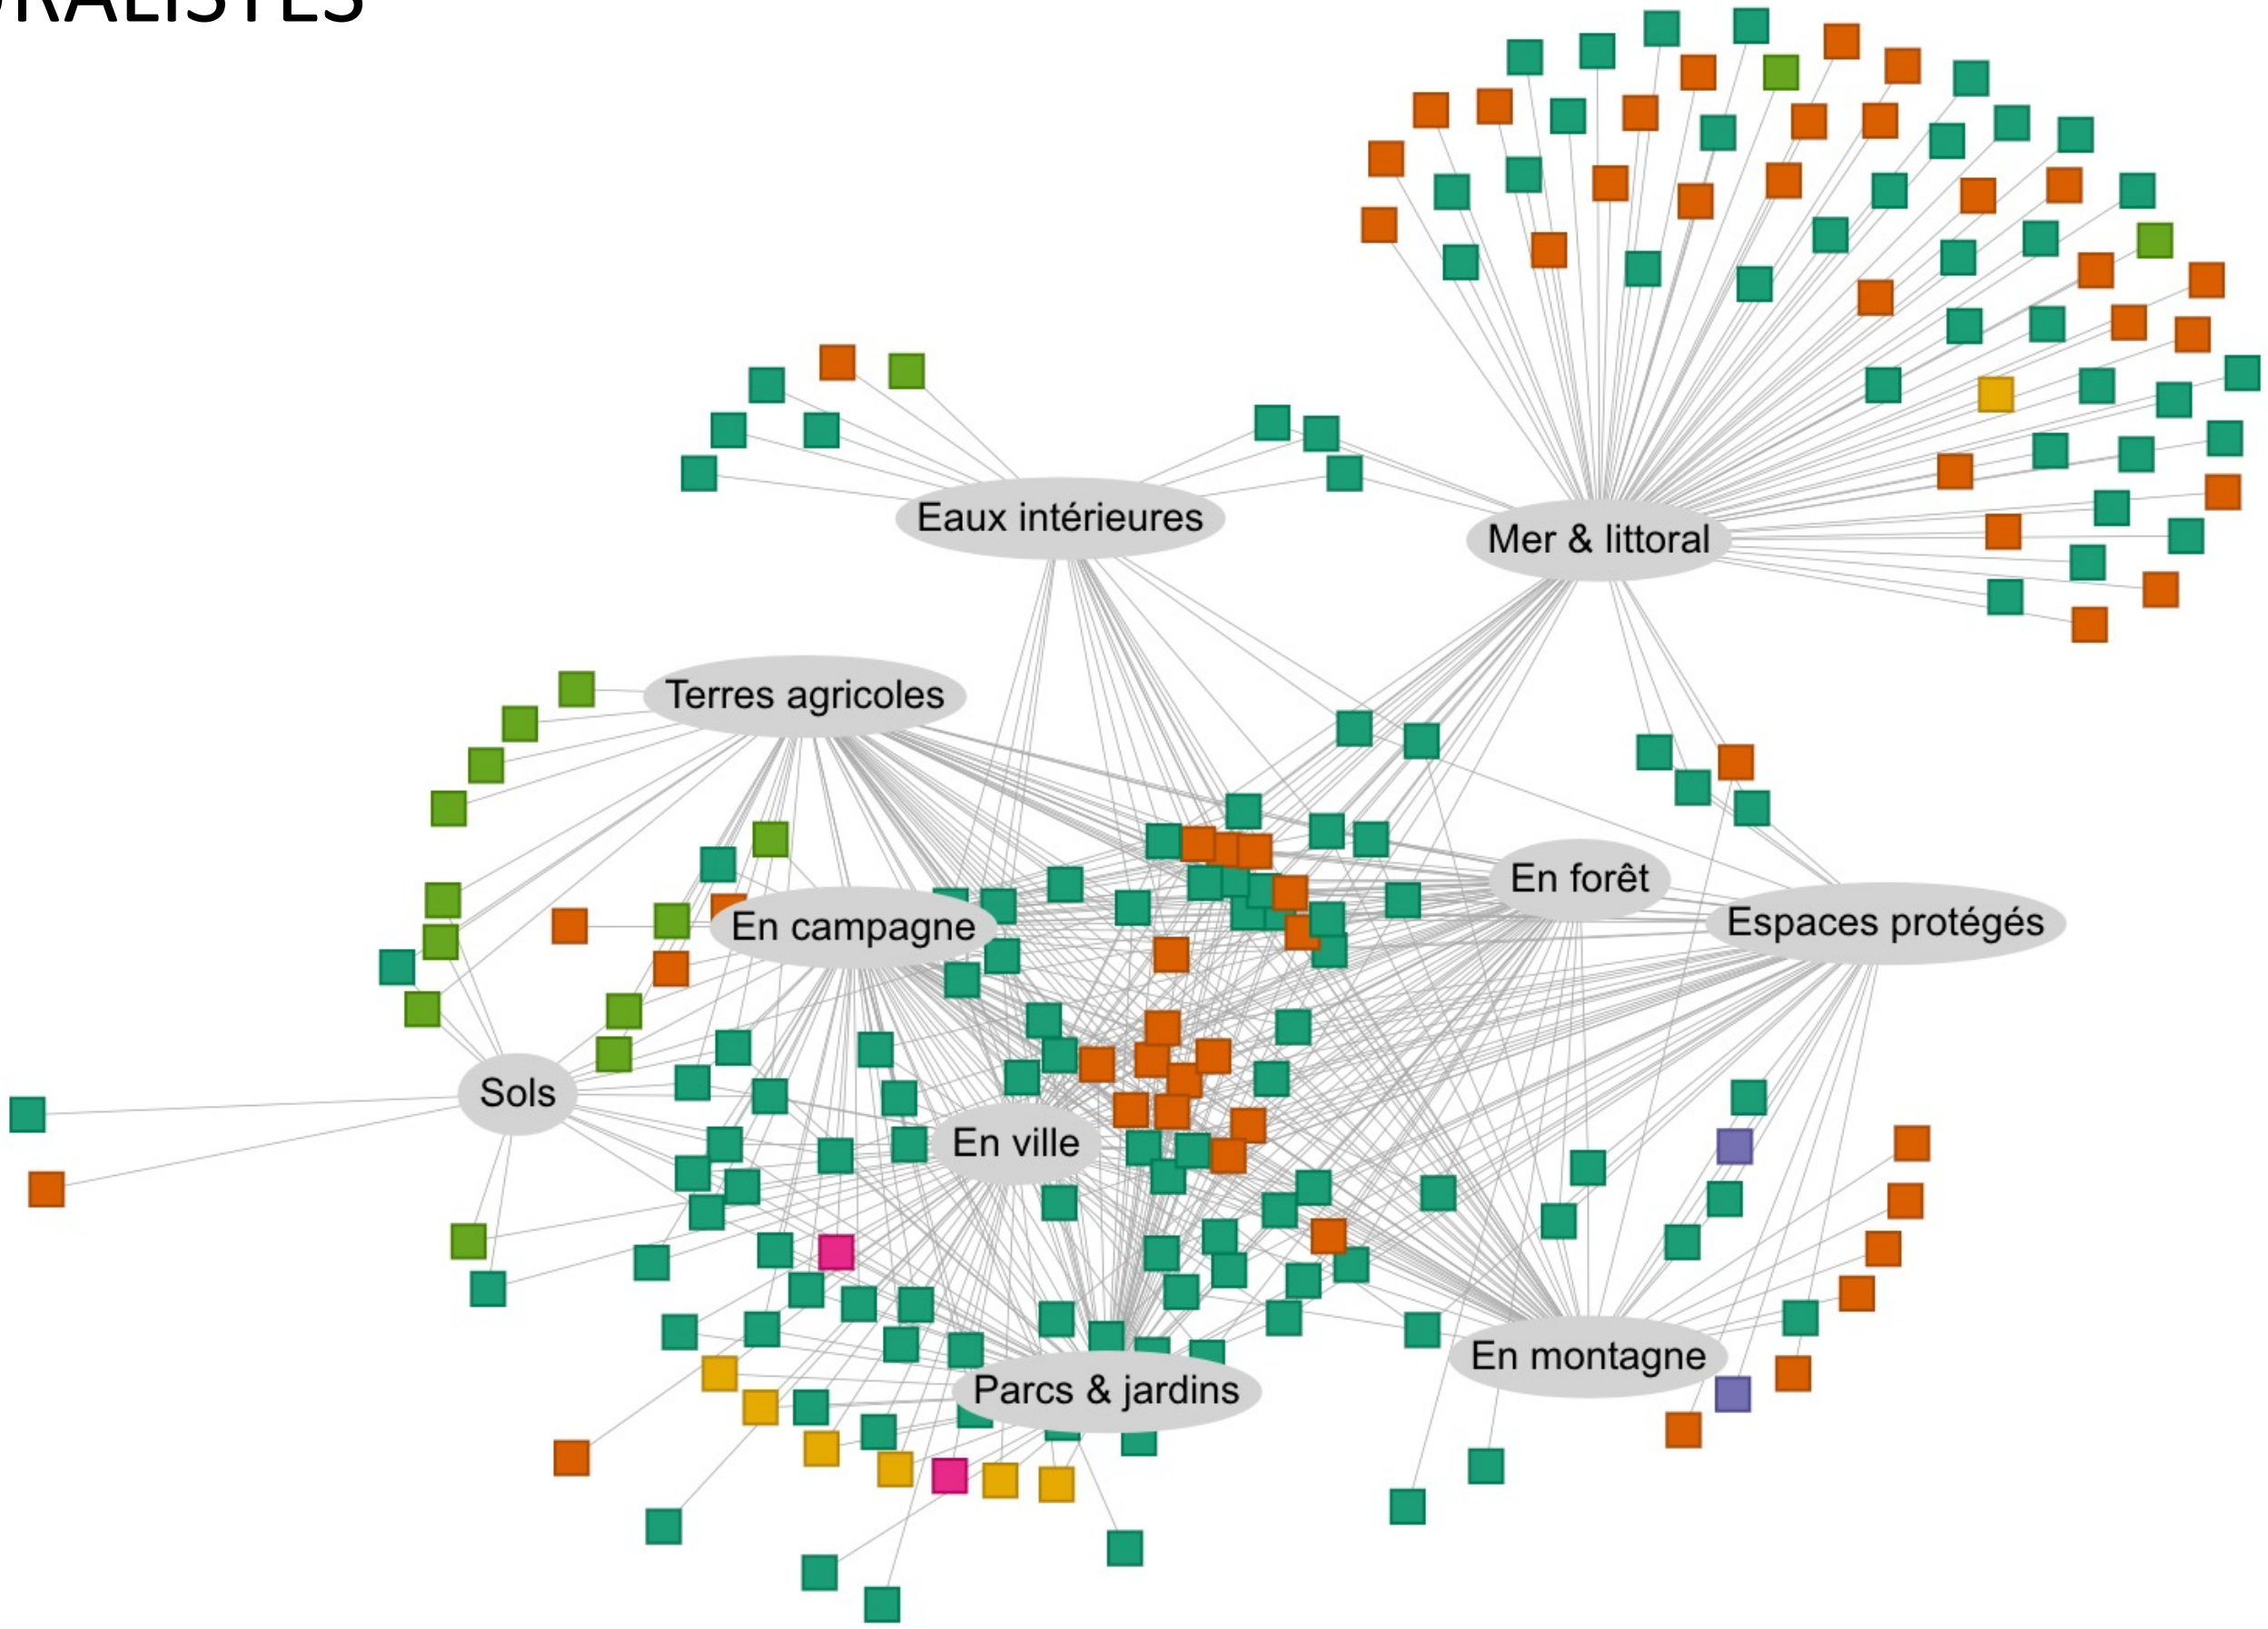 RALISTES
Eaux intérieures
Mer & littoral
Terres agricoles
En forêt
Espaces protégés
En campagne
Sols
En ville
En montagne
Parcs & jardins